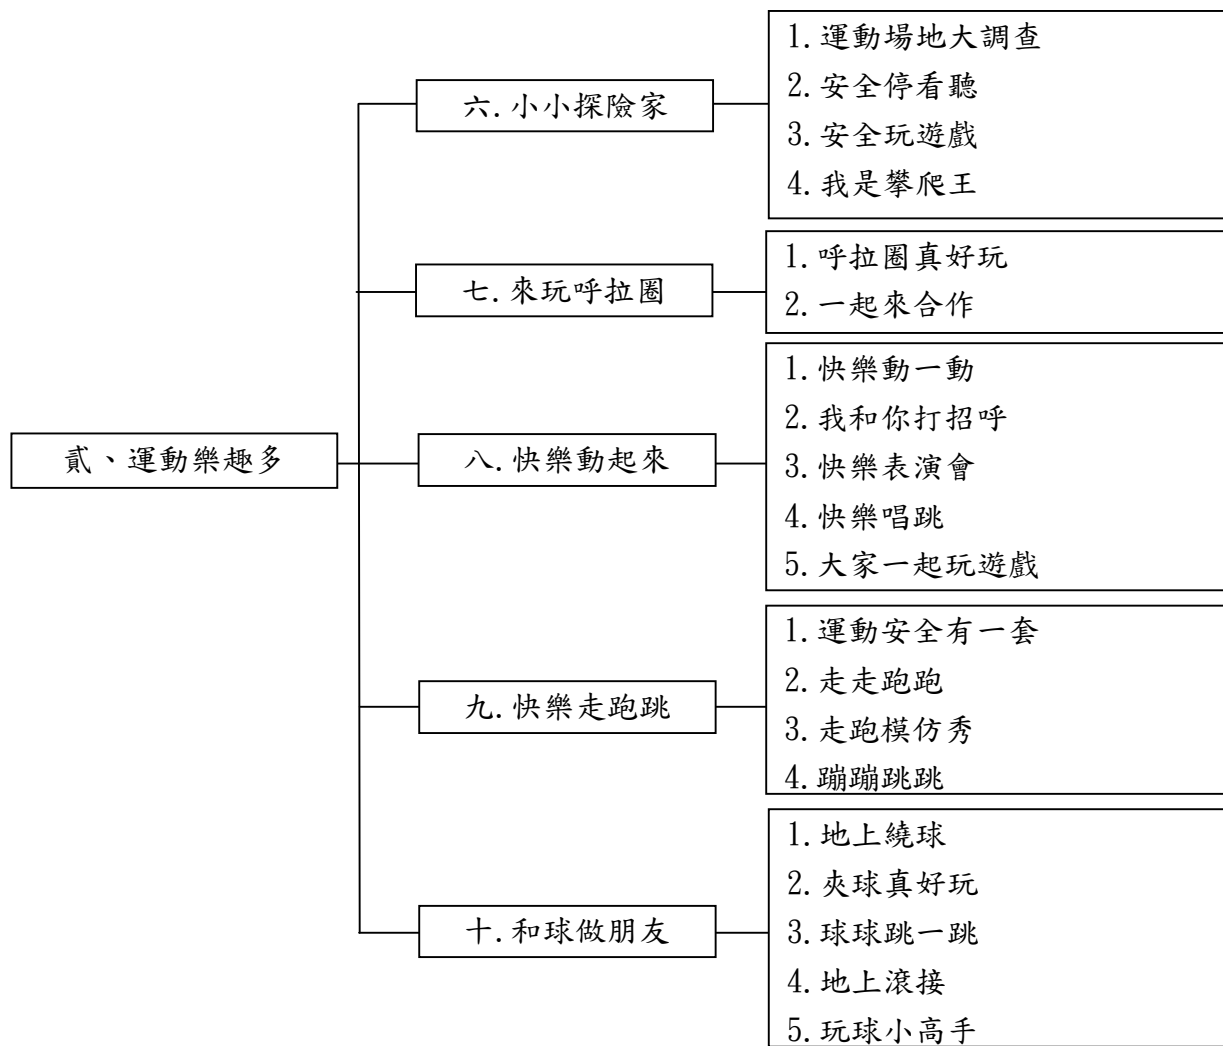 貳、運動樂趣多
六.小小探險家
1.運動場地大調查
2.安全停看聽
3.安全玩遊戲
4.我是攀爬王
七.來玩呼拉圈
1.呼拉圈真好玩
2.一起來合作
八.快樂動起來
1.快樂動一動
2.我和你打招呼
3.快樂表演會
4.快樂唱跳
5.大家一起玩遊戲
九.快樂走跑跳
1.運動安全有一套
2.走走跑跑
3.走跑模仿秀
4.蹦蹦跳跳
十.和球做朋友
1.地上繞球
2.夾球真好玩
3.球球跳一跳
4.地上滾接
5.玩球小高手